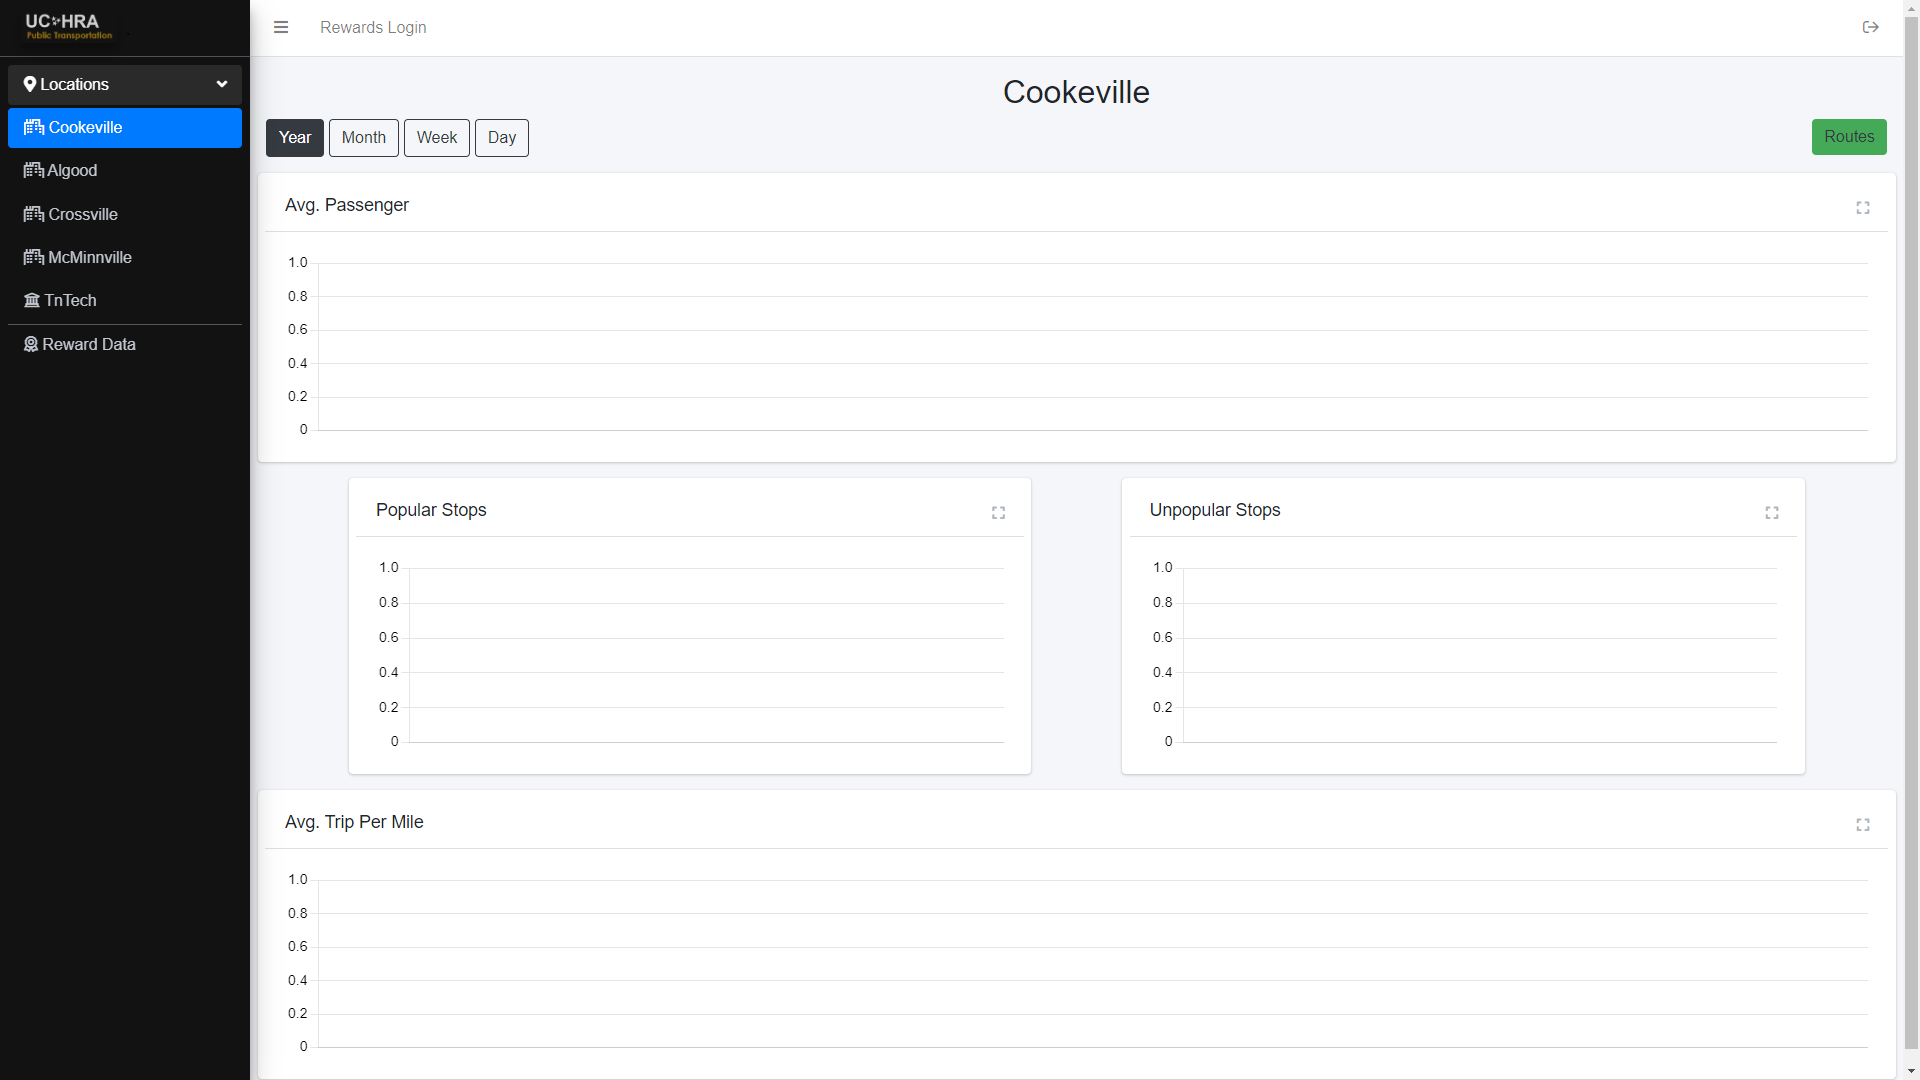 UC HRA
Public Transportation
Rewards Login
Locations
Cookeville
Algood
Crossville
McMinnville
TnTech
Reward Data
Cookeville
Year Month Week Day
Routes
Avg. Passenger
1.0
0.8
0.6
0.4
0.2
0
Popular Stops
1.0
0.8
0.6
0.4
0.2
0
Unpopular Stops
1.0
0.8
0.6
0.4
0.2
0
Avg. Trip Per Mile
1.0
0.8
0.6
0.4
0.2
0